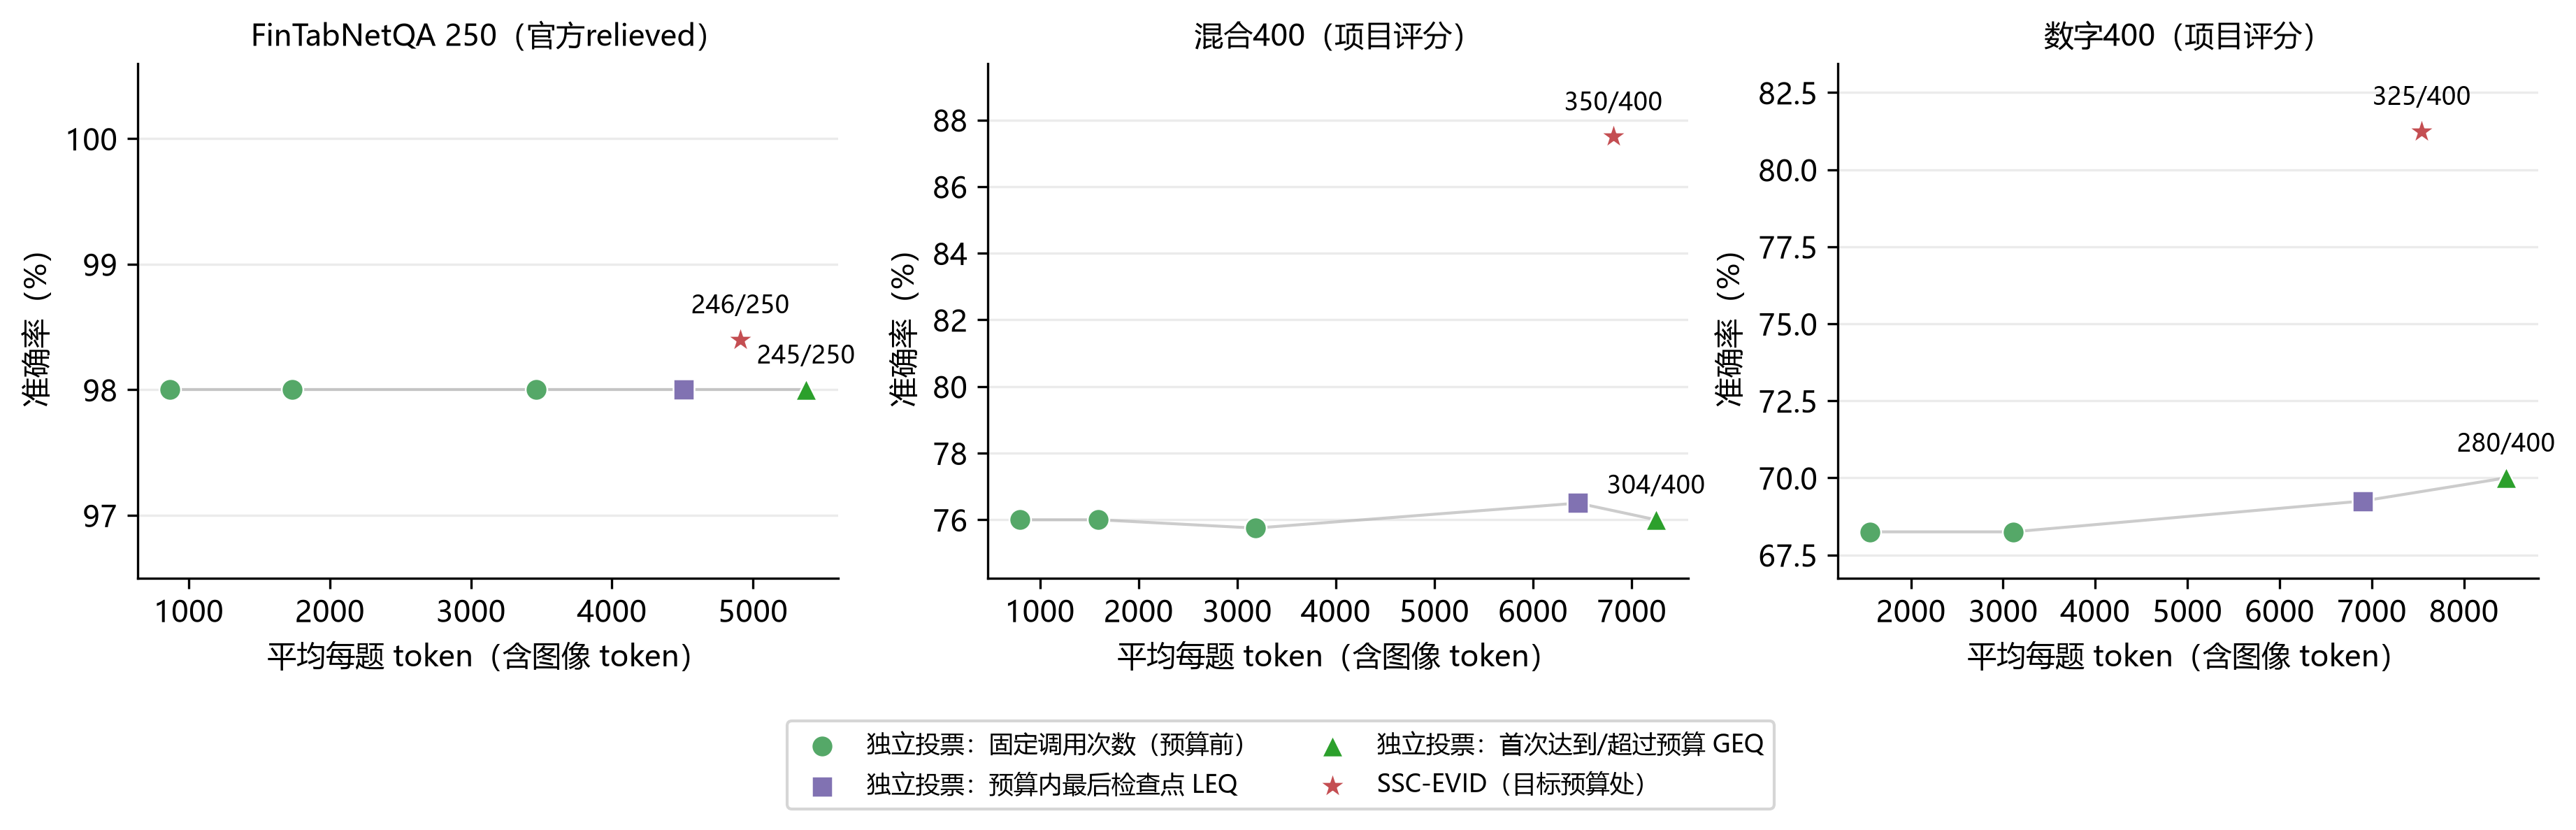 FinTabNetQA 250（官方relieved）
准确率（%）
100
99
98
97
246/250
245/250
1000 2000 3000 4000 5000
平均每题 token（含图像 token）
混合400（项目评分）
准确率（%）
88
86
84
82
80
78
76
350/400
304/400
1000 2000 3000 4000 5000 6000 7000
平均每题 token（含图像 token）
数字400（项目评分）
准确率（%）
82.5
80.0
77.5
75.0
72.5
70.0
67.5
325/400
280/400
2000 3000 4000 5000 6000 7000 8000
平均每题 token（含图像 token）
独立投票：固定调用次数（预算前）
独立投票：预算内最后检查点 LEQ
独立投票：首次达到/超过预算 GEQ
SSC-EVID（目标预算处）